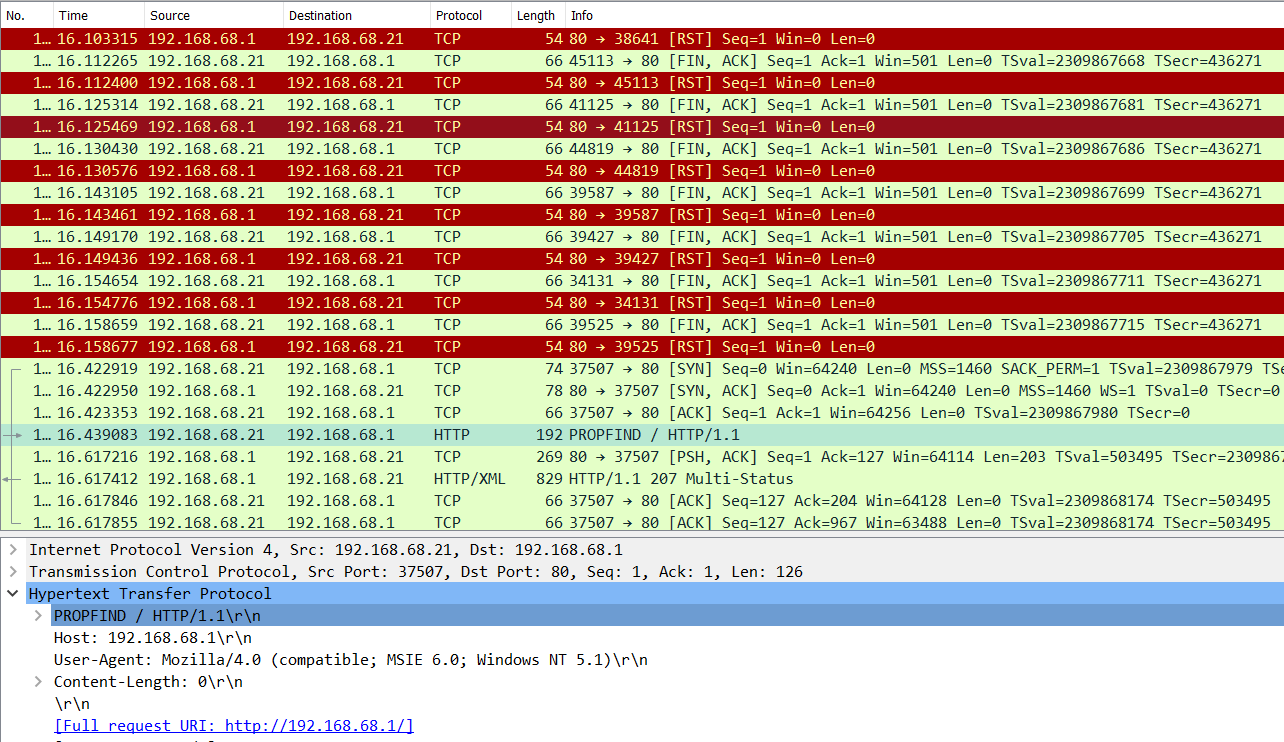 No. Time Source Destination Protocol Length Info
1… 16.103315 192.168.68.1 192.168.68.21 TCP 54 80 → 38641 [RST] Seq=1 Win=0 Len=0
1… 16.112265 192.168.68.21 192.168.68.1 TCP 66 45113 → 80 [FIN, ACK] Seq=1 Ack=1 Win=501 Len=0 TSval=2309867668 TSecr=436271
1… 16.112400 192.168.68.1 192.168.68.21 TCP 54 80 → 45113 [RST] Seq=1 Win=0 Len=0
1… 16.125314 192.168.68.21 192.168.68.1 TCP 66 41125 → 80 [FIN, ACK] Seq=1 Ack=1 Win=501 Len=0 TSval=2309867681 TSecr=436271
1… 16.125469 192.168.68.1 192.168.68.21 TCP 54 80 → 41125 [RST] Seq=1 Win=0 Len=0
1… 16.130430 192.168.68.21 192.168.68.1 TCP 66 44819 → 80 [FIN, ACK] Seq=1 Ack=1 Win=501 Len=0 TSval=2309867686 TSecr=436271
1… 16.130576 192.168.68.1 192.168.68.21 TCP 54 80 → 44819 [RST] Seq=1 Win=0 Len=0
1… 16.143105 192.168.68.21 192.168.68.1 TCP 66 39587 → 80 [FIN, ACK] Seq=1 Ack=1 Win=501 Len=0 TSval=2309867699 TSecr=436271
1… 16.143461 192.168.68.1 192.168.68.21 TCP 54 80 → 39587 [RST] Seq=1 Win=0 Len=0
1… 16.149170 192.168.68.21 192.168.68.1 TCP 66 39427 → 80 [FIN, ACK] Seq=1 Ack=1 Win=501 Len=0 TSval=2309867705 TSecr=436271
1… 16.149436 192.168.68.1 192.168.68.21 TCP 54 80 → 39427 [RST] Seq=1 Win=0 Len=0
1… 16.154654 192.168.68.21 192.168.68.1 TCP 66 34131 → 80 [FIN, ACK] Seq=1 Ack=1 Win=501 Len=0 TSval=2309867711 TSecr=436271
1… 16.154776 192.168.68.1 192.168.68.21 TCP 54 80 → 34131 [RST] Seq=1 Win=0 Len=0
1… 16.158659 192.168.68.21 192.168.68.1 TCP 66 39525 → 80 [FIN, ACK] Seq=1 Ack=1 Win=501 Len=0 TSval=2309867715 TSecr=436271
1… 16.158677 192.168.68.1 192.168.68.21 TCP 54 80 → 39525 [RST] Seq=1 Win=0 Len=0
1… 16.422919 192.168.68.21 192.168.68.1 TCP 74 37507 → 80 [SYN] Seq=0 Win=64240 Len=0 MSS=1460 SACK_PERM=1 TSval=2309867979 TSe
1… 16.422950 192.168.68.1 192.168.68.21 TCP 78 80 → 37507 [SYN, ACK] Seq=0 Ack=1 Win=64240 Len=0 MSS=1460 WS=1 TSval=0 TSecr=0
1… 16.423353 192.168.68.21 192.168.68.1 TCP 66 37507 → 80 [ACK] Seq=1 Ack=1 Win=64256 Len=0 TSval=2309867980 TSecr=0
1… 16.439083 192.168.68.21 192.168.68.1 HTTP 192 PROPFIND / HTTP/1.1
1… 16.617216 192.168.68.1 192.168.68.21 TCP 269 80 → 37507 [PSH, ACK] Seq=1 Ack=127 Win=64114 Len=203 TSval=503495 TSecr=2309867
1… 16.617412 192.168.68.1 192.168.68.21 HTTP/XML 829 HTTP/1.1 207 Multi-Status
1… 16.617846 192.168.68.21 192.168.68.1 TCP 66 37507 → 80 [ACK] Seq=127 Ack=204 Win=64128 Len=0 TSval=2309868174 TSecr=503495
1… 16.617855 192.168.68.21 192.168.68.1 TCP 66 37507 → 80 [ACK] Seq=127 Ack=967 Win=63488 Len=0 TSval=2309868174 TSecr=503495
Internet Protocol Version 4, Src: 192.168.68.21, Dst: 192.168.68.1
Transmission Control Protocol, Src Port: 37507, Dst Port: 80, Seq: 1, Ack: 1, Len: 126
Hypertext Transfer Protocol
PROPFIND / HTTP/1.1\r\n
Host: 192.168.68.1\r\n
User-Agent: Mozilla/4.0 (compatible; MSIE 6.0; Windows NT 5.1)\r\n
Content-Length: 0\r\n
\r\n
[Full request URI: http://192.168.68.1/]